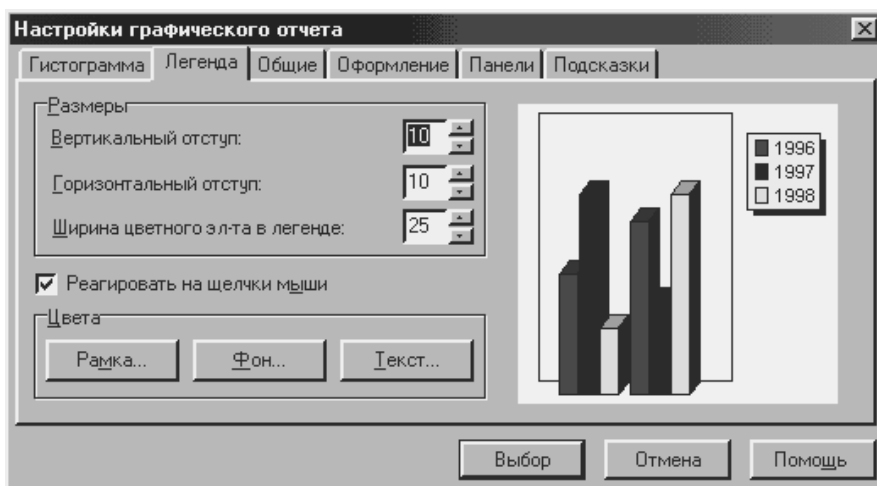 Настройки графического отчета
Гистограмма Легенда Общие Оформление Панели Подсказки
Размеры
Вертикальный отступ: 10
Горизонтальный отступ: 10
Ширина цветного эл-та в легенде: 25
Реагировать на щелчки мыши
Цвета
Рамка... Фон... Текст...
1996
1997
1998
Выбор Отмена Помощь